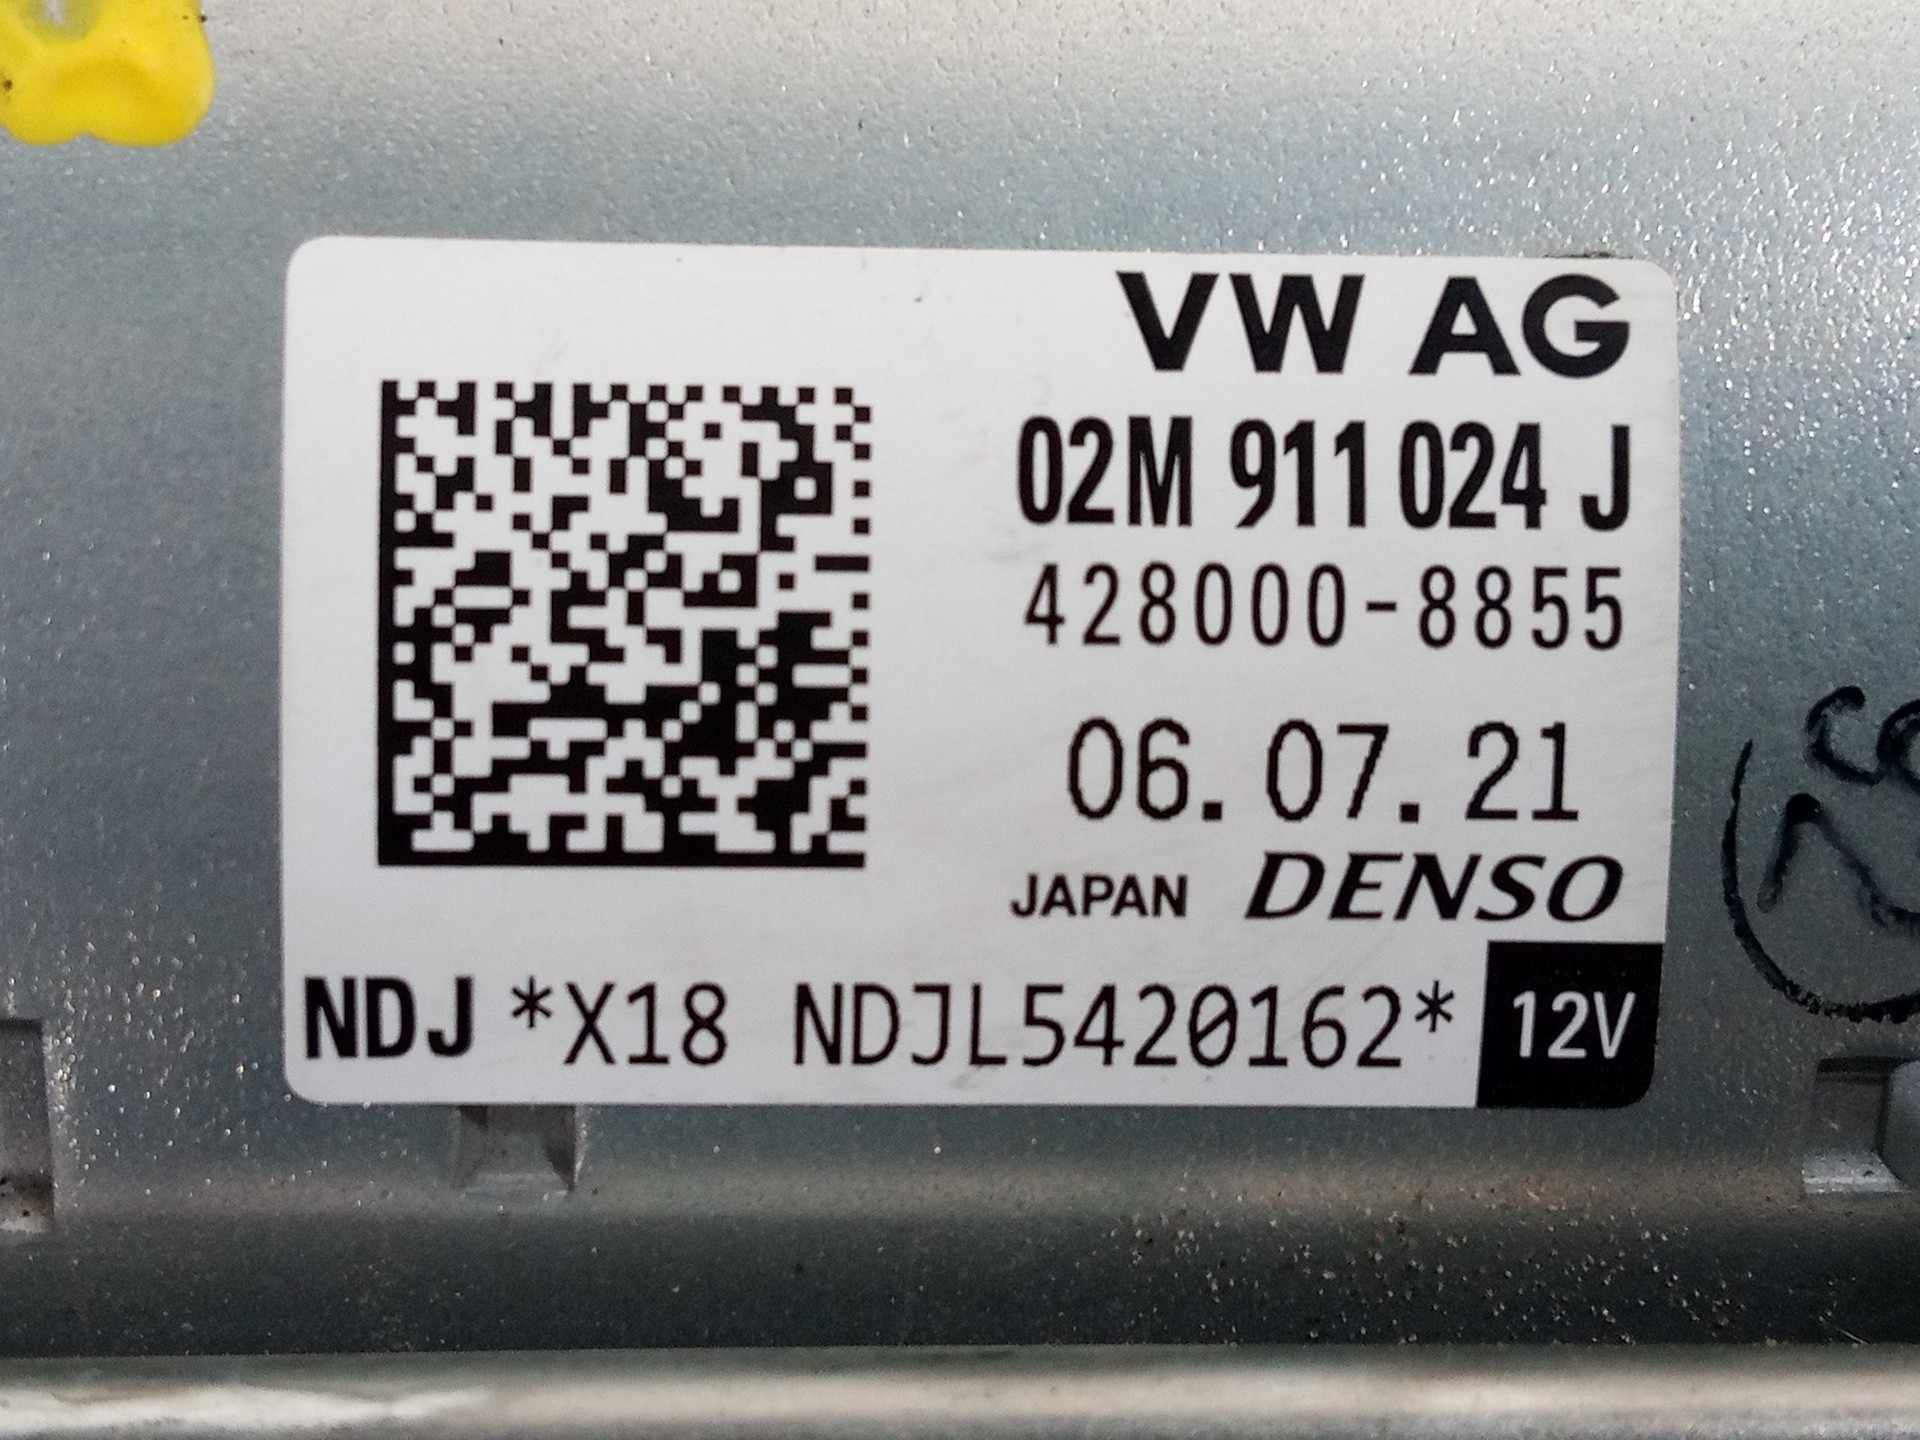 VW AG
02M 911 024 J
428000-8855
06.07.21
JAPAN DENSO
NDJ *X18 NDJL5420162* 12V